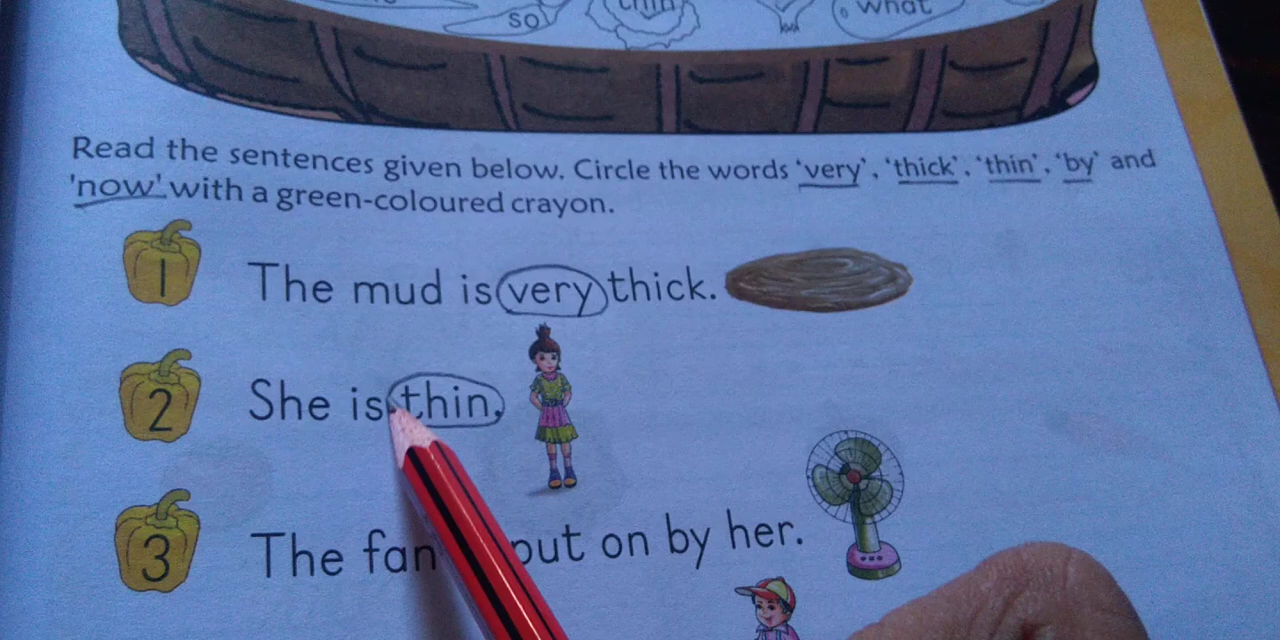 so thin what
Read the sentences given below. Circle the words 'very', 'thick', 'thin', 'by' and
'now' with a green-coloured crayon.
1 The mud is very thick.
2 She is thin.
3 The fan put on by her.